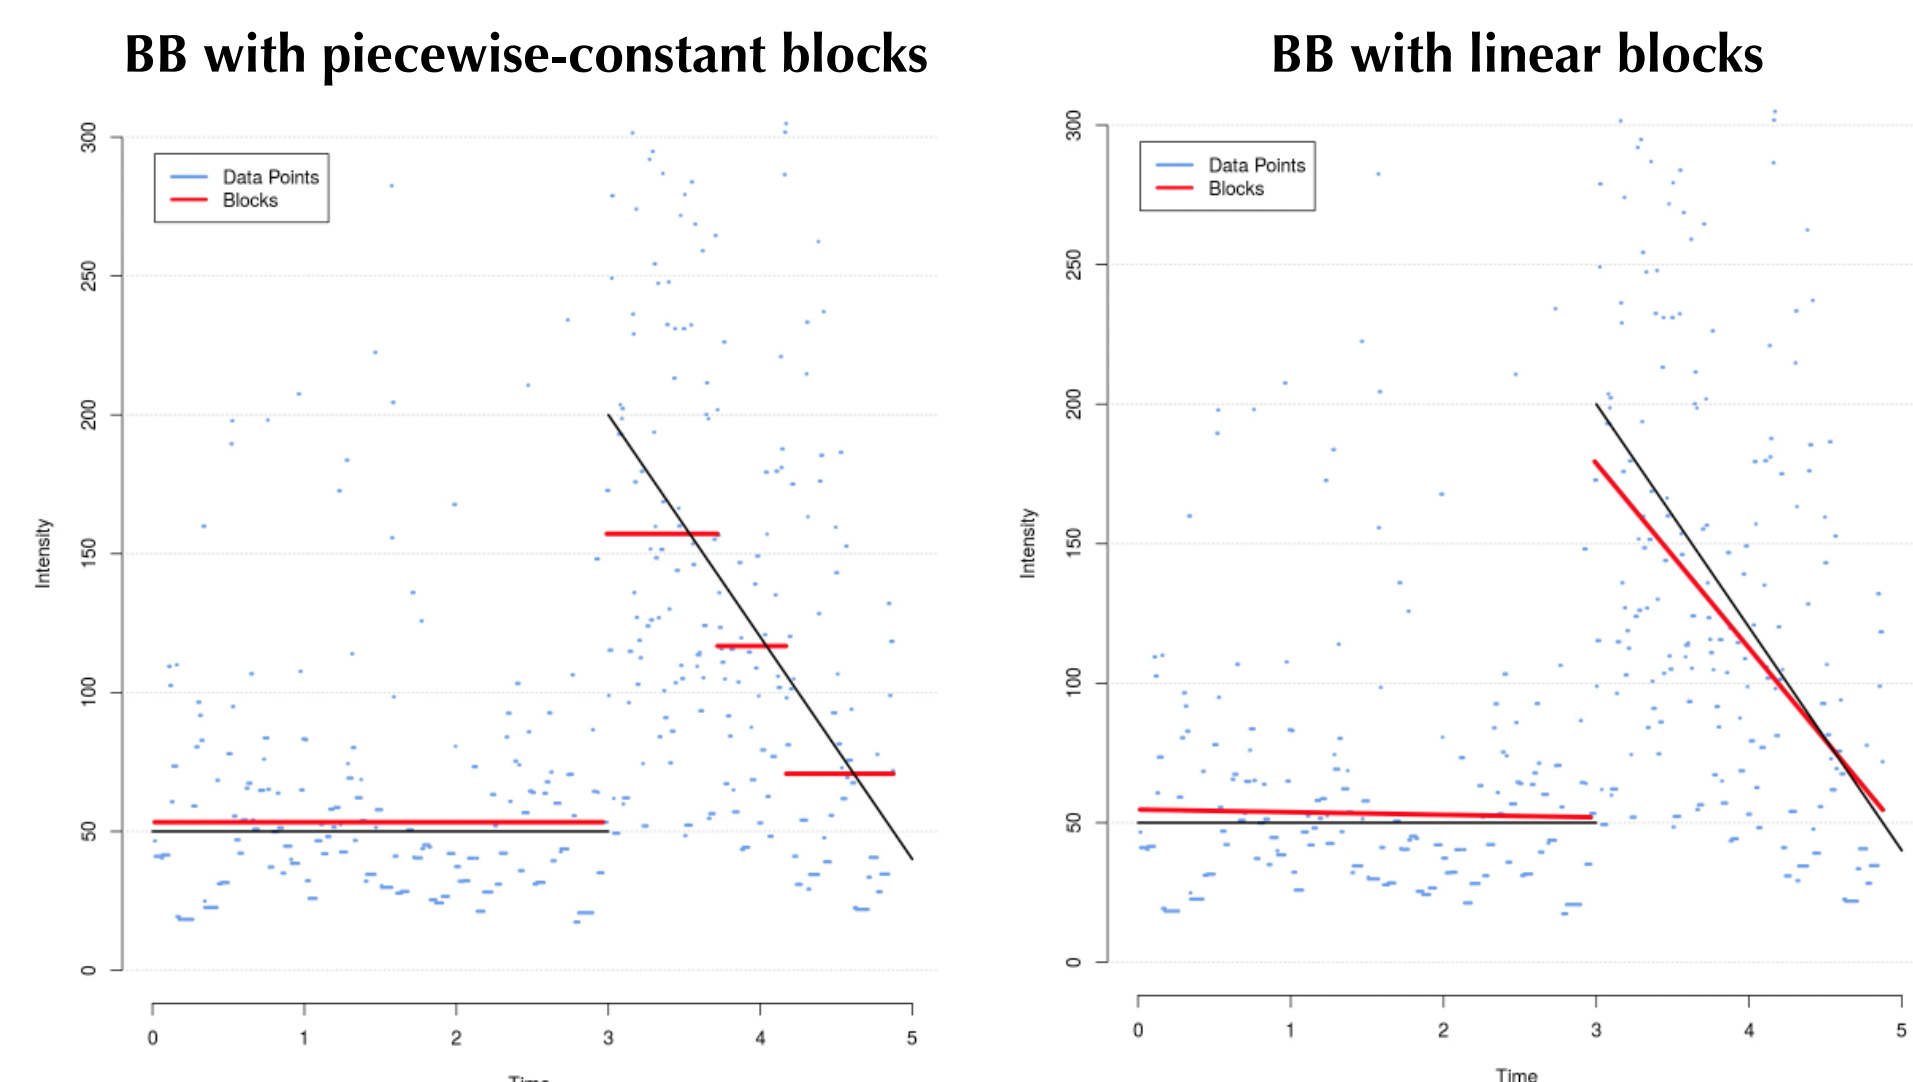 BB with piecewise-constant blocks
300
250
200
150
100
50
0
Intensity
Data Points
Blocks
0 1 2 3 4 5
Time
BB with linear blocks
300
250
200
150
100
50
0
Intensity
Data Points
Blocks
0 1 2 3 4 5
Time